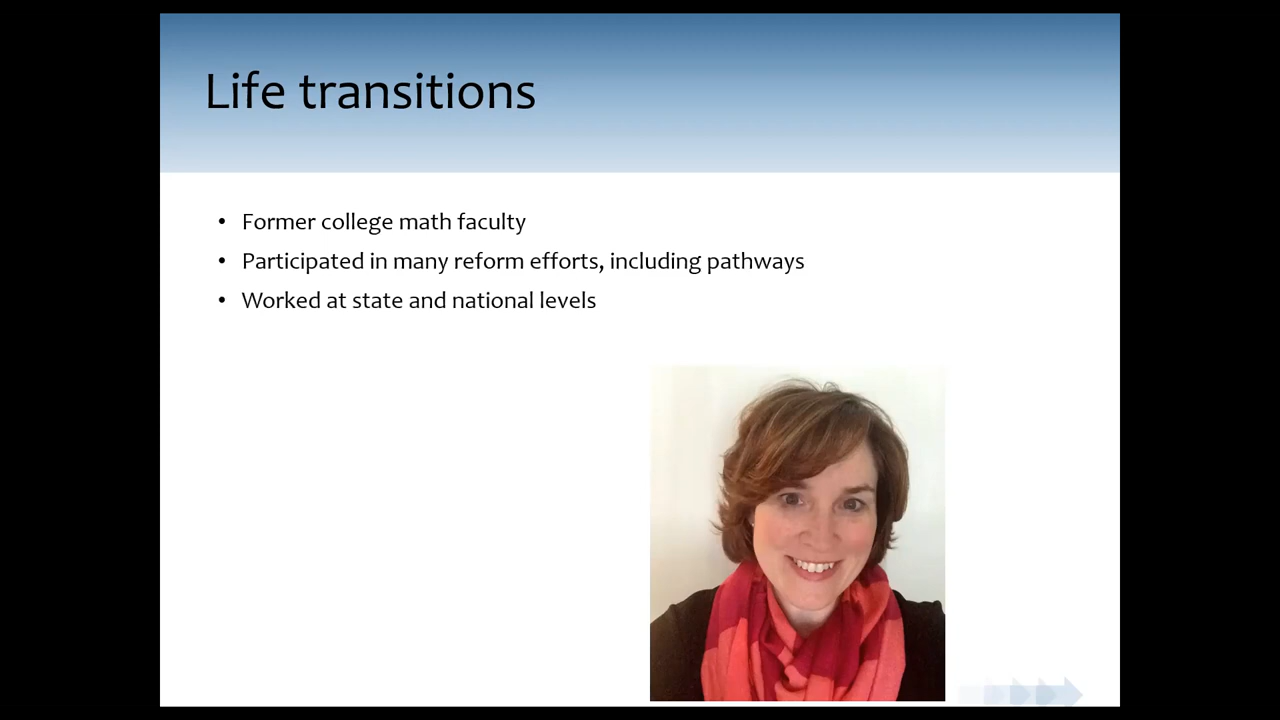 Life transitions
• Former college math faculty
• Participated in many reform efforts, including pathways
• Worked at state and national levels